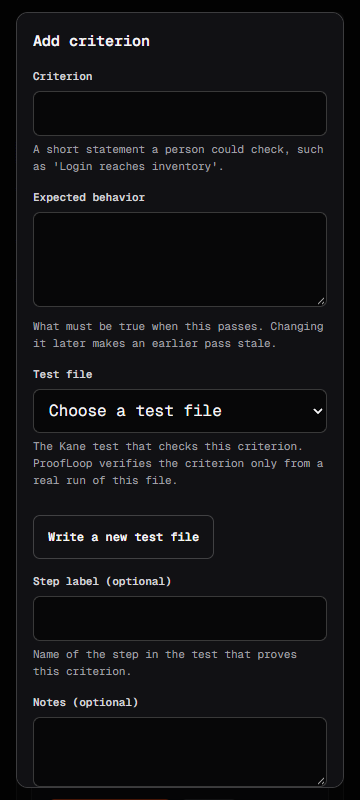 Add criterion
Criterion
A short statement a person could check, such
as 'Login reaches inventory'.
Expected behavior
What must be true when this passes. Changing
it later makes an earlier pass stale.
Test file
Choose a test file
The Kane test that checks this criterion.
ProofLoop verifies the criterion only from a
real run of this file.
Write a new test file
Step label (optional)
Name of the step in the test that proves
this criterion.
Notes (optional)